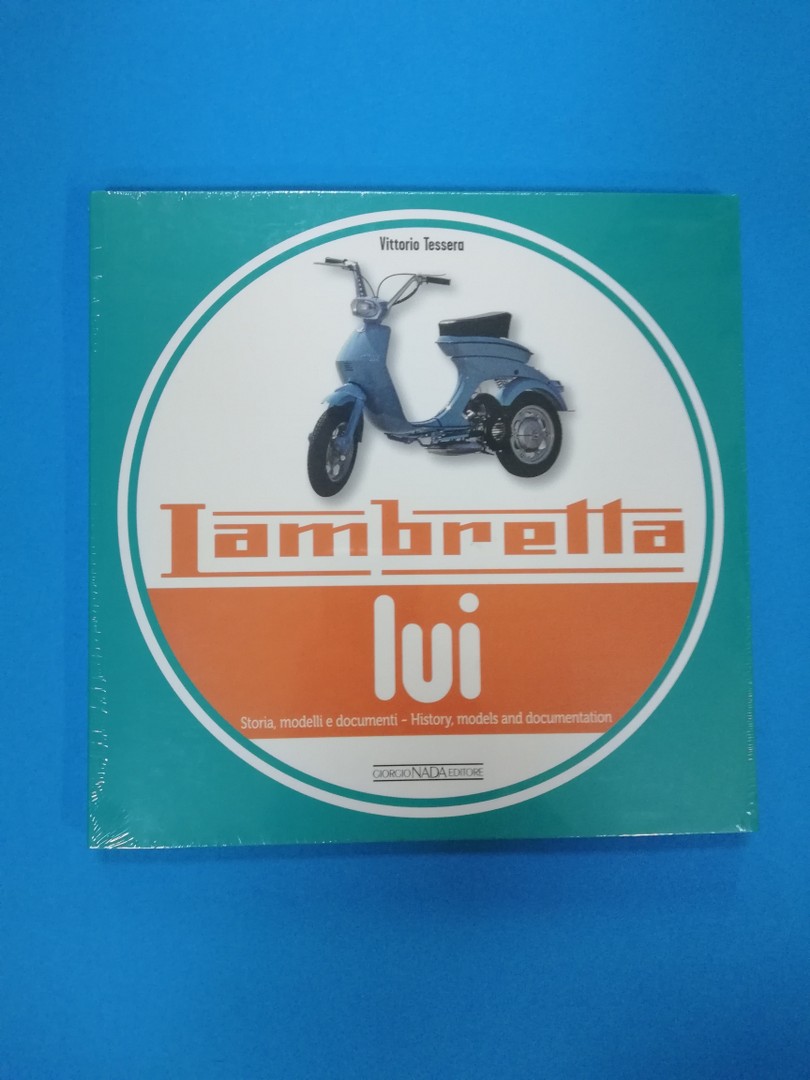 Vittorio Tessera
Lambretta
lui
Storia, modelli e documenti - History, models and documentation
GIORGIO NADA EDITORE